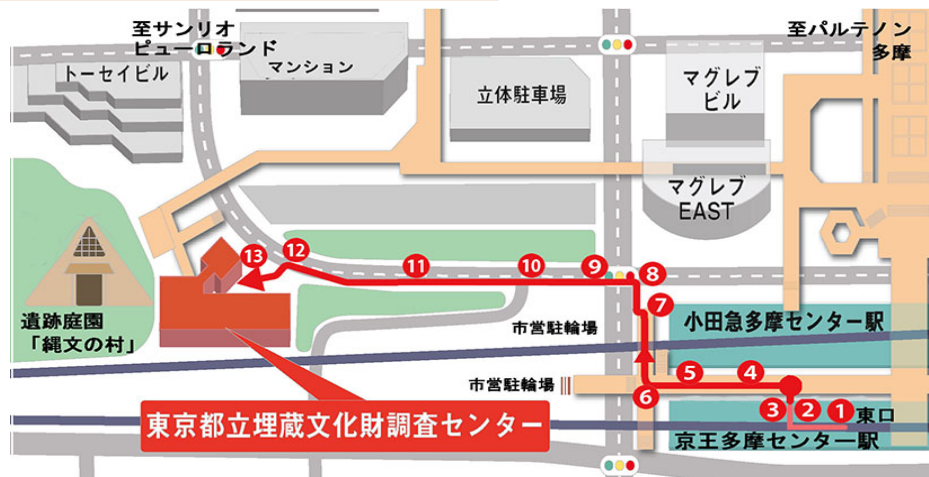 至サンリオ
ピューロランド
至パルテノン
多摩
トーセイビル
マンション
立体駐車場
マグレブ
ビル
マグレブ
EAST
13
12
11
10
9
8
7
遺跡庭園
「縄文の村」
市営駐輪場
小田急多摩センター駅
市営駐輪場
6
5
4
3
2
1
東口
京王多摩センター駅
東京都立埋蔵文化財調査センター